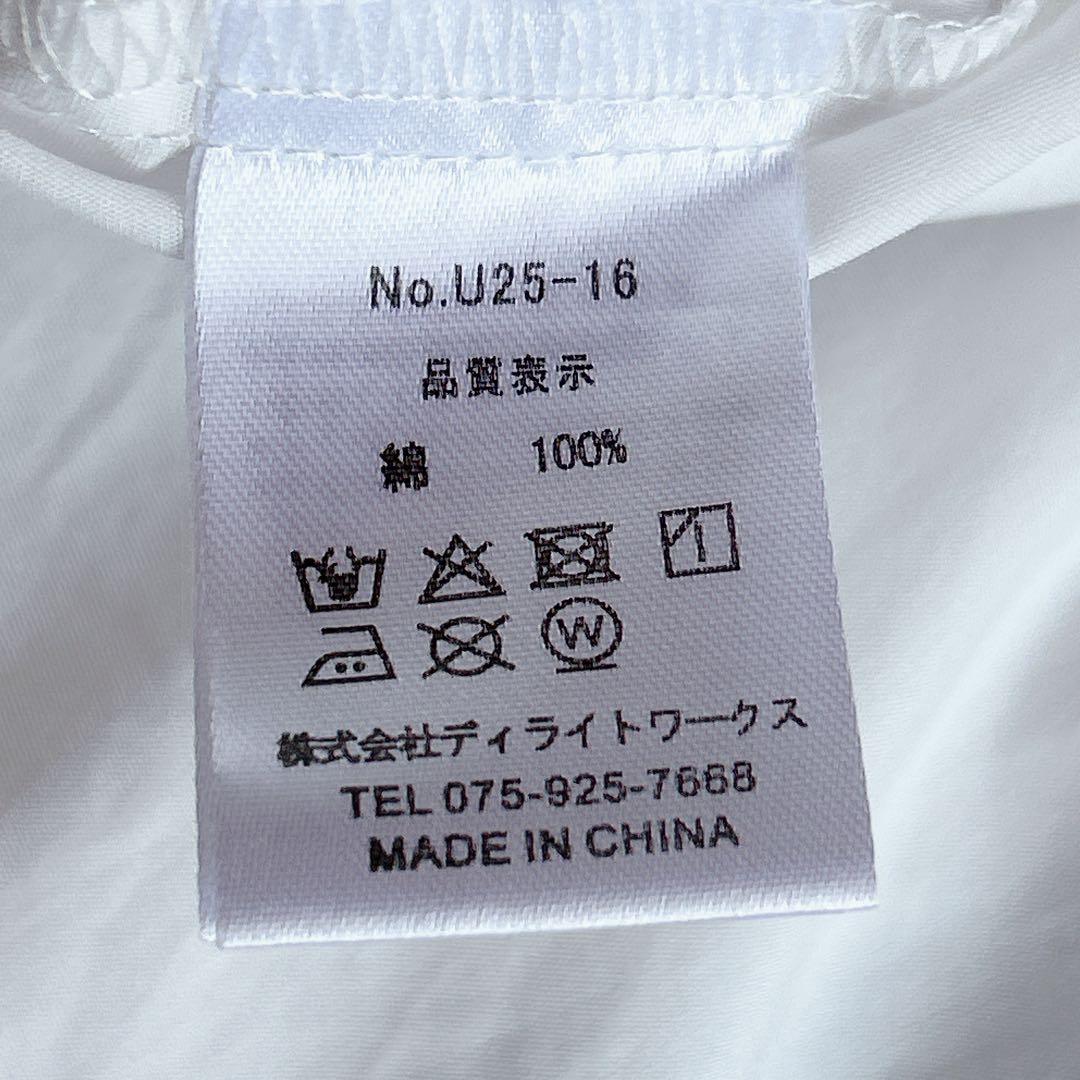 No.U25-16
品質表示
綿 100%
W
株式会社ディライトワークス
TEL 075-925-7668
MADE IN CHINA